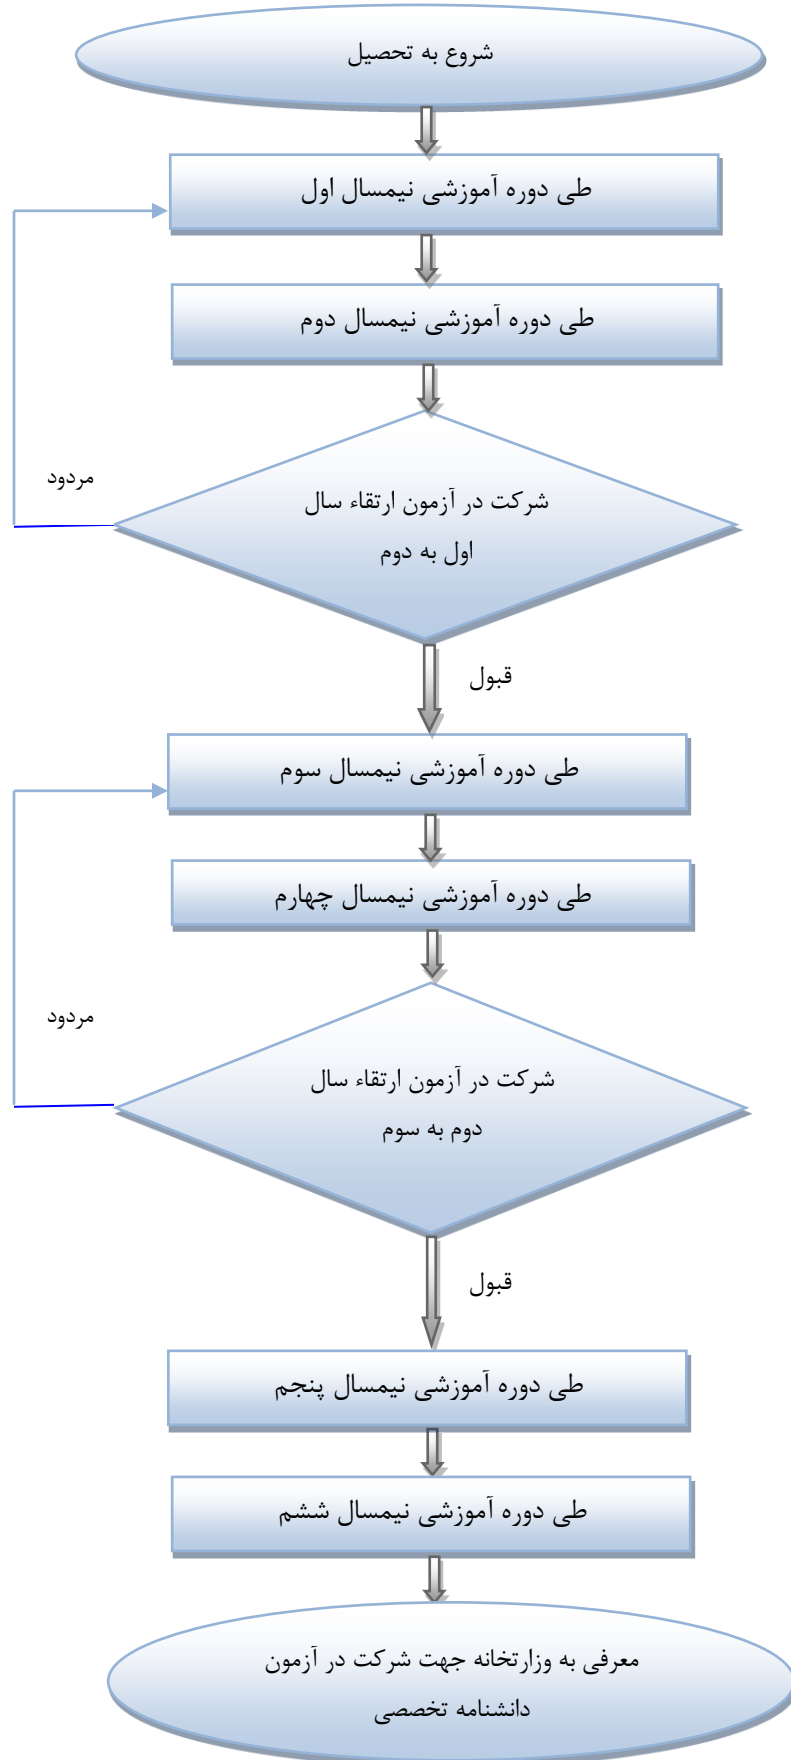 شروع به تحصیل
طی دوره آموزشی نیمسال اول
طی دوره آموزشی نیمسال دوم
مردود
شرکت در آزمون ارتقاء سال
اول به دوم
قبول
طی دوره آموزشی نیمسال سوم
طی دوره آموزشی نیمسال چهارم
مردود
شرکت در آزمون ارتقاء سال
دوم به سوم
قبول
طی دوره آموزشی نیمسال پنجم
طی دوره آموزشی نیمسال ششم
معرفی به وزارتخانه جهت شرکت در آزمون
دانشنامه تخصصی